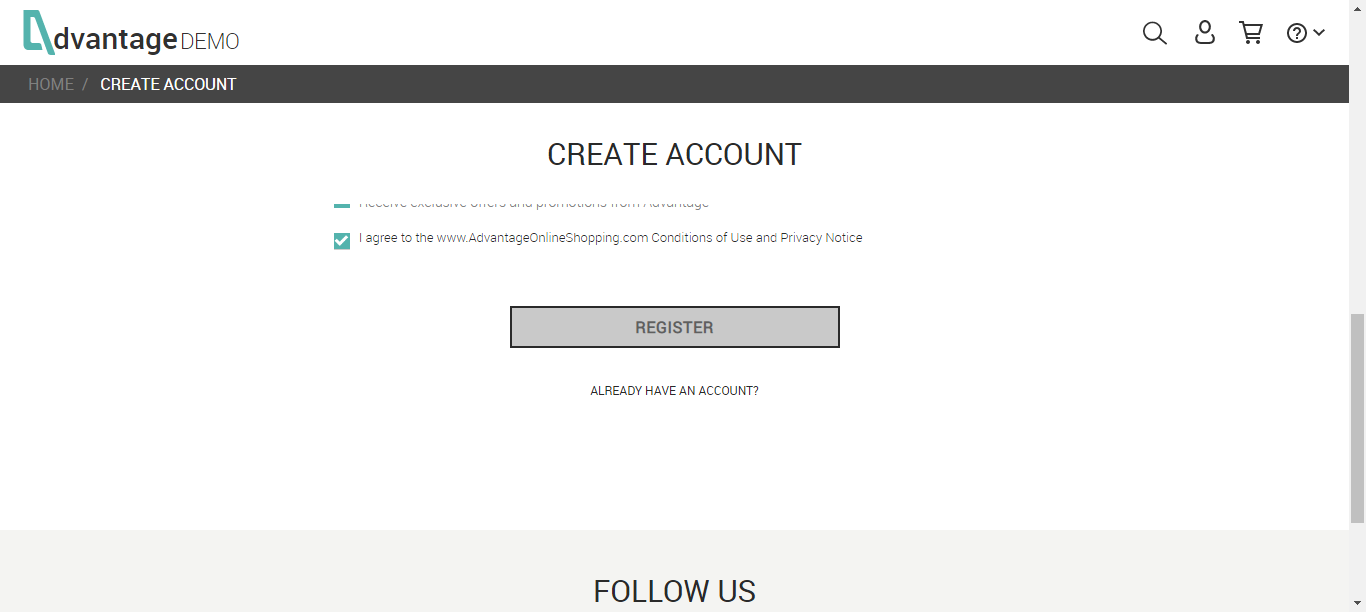 dvantage DEMO
HOME / CREATE ACCOUNT
CREATE ACCOUNT
Receive exclusive offers and promotions from Advantage
I agree to the www.AdvantageOnlineShopping.com Conditions of Use and Privacy Notice
REGISTER
ALREADY HAVE AN ACCOUNT?
FOLLOW US